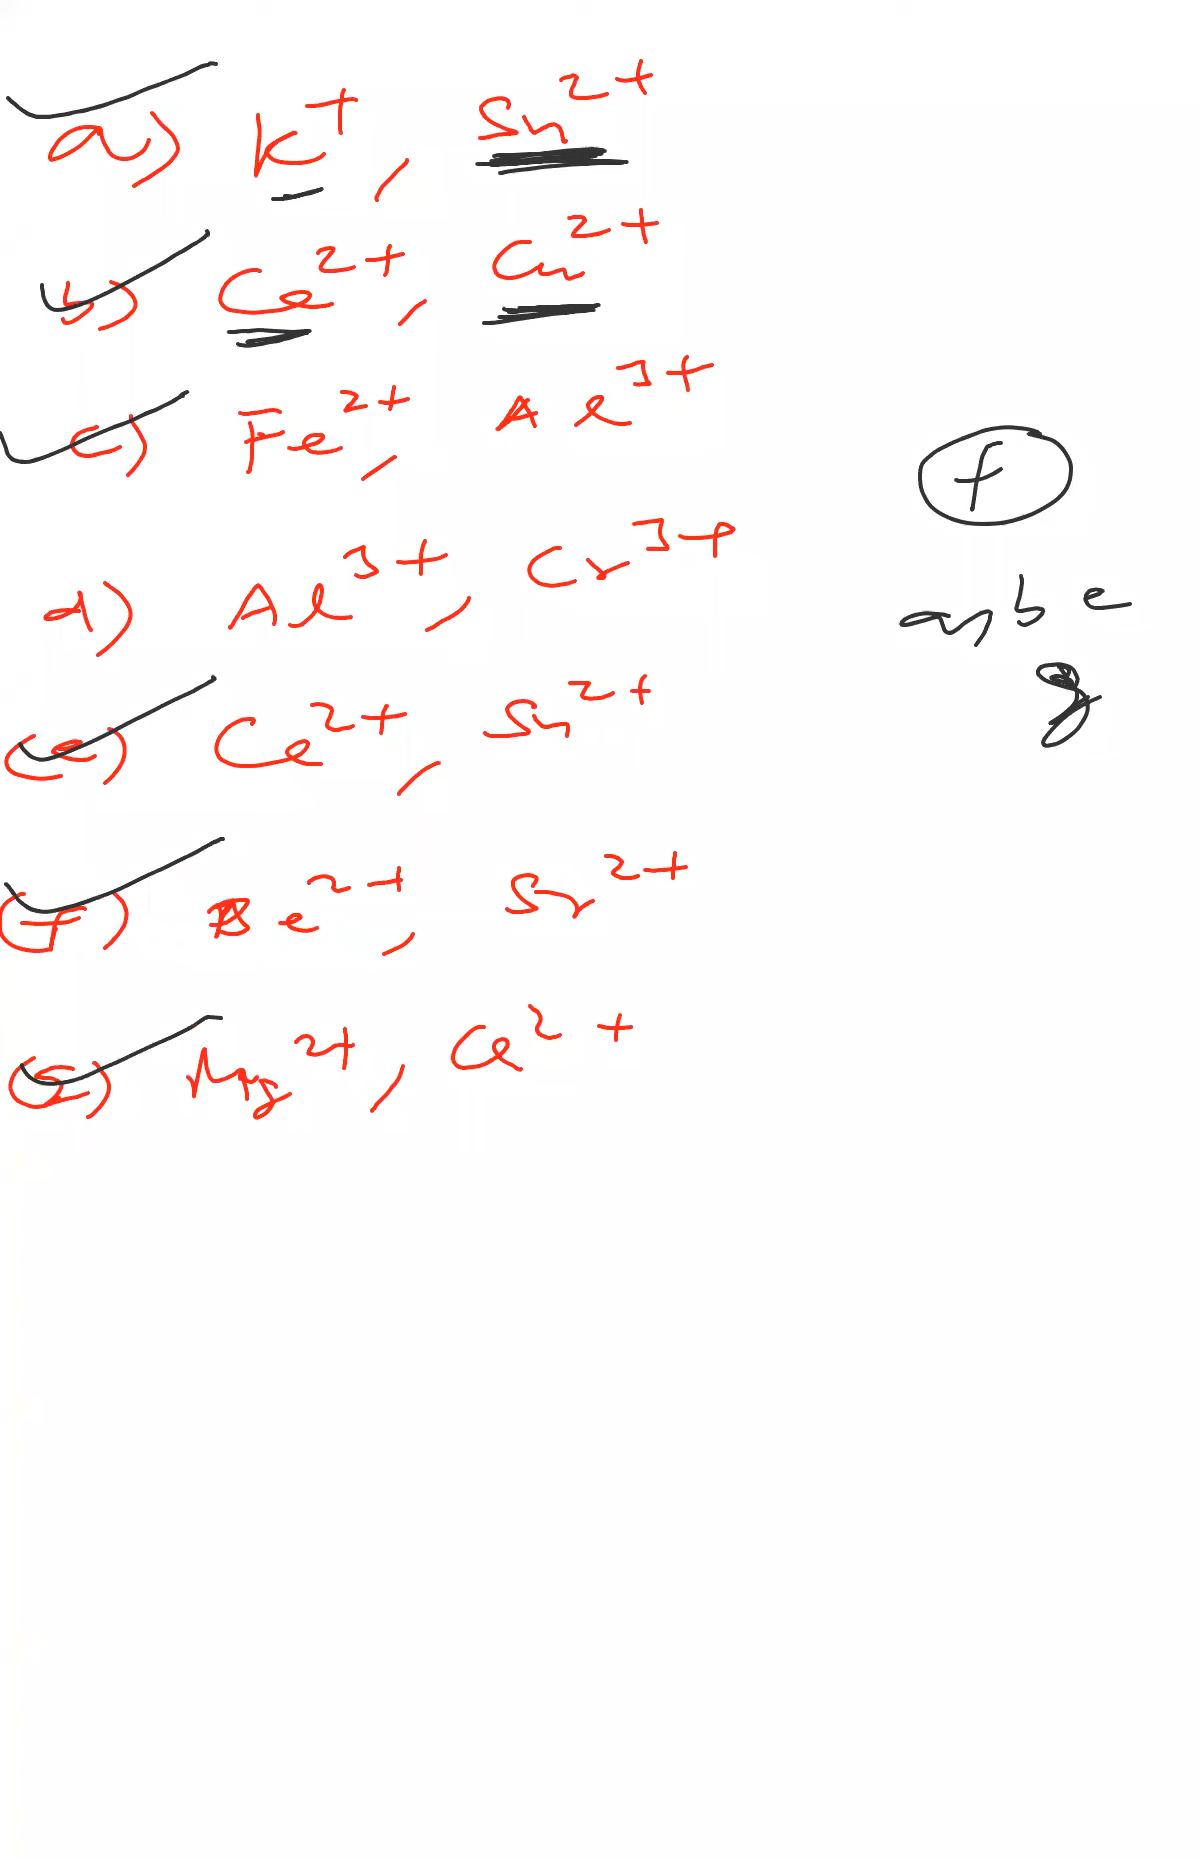 a) K⁺, Sn²⁺
b) Ca²⁺, Cu²⁺
c) Fe²⁺, Al³⁺
f
d) Al³⁺, Cr³⁺
a, b e
g
(e) Ca²⁺, Sn²⁺
(f) Be²⁺, Sr²⁺
(g) Mg²⁺, Ca²⁺